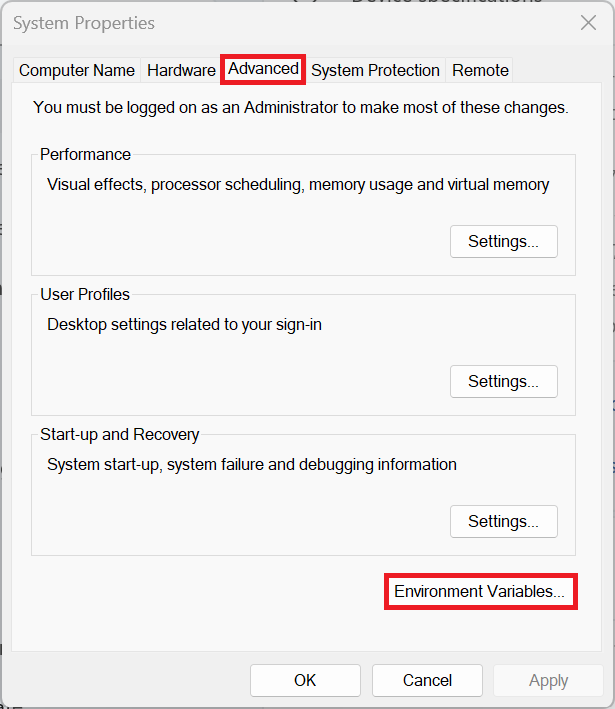 Device specifications
System Properties
Computer Name Hardware Advanced System Protection Remote
You must be logged on as an Administrator to make most of these changes.
Performance
Visual effects, processor scheduling, memory usage and virtual memory
Settings...
User Profiles
Desktop settings related to your sign-in
Settings...
Start-up and Recovery
System start-up, system failure and debugging information
Settings...
Environment Variables...
OK Cancel Apply